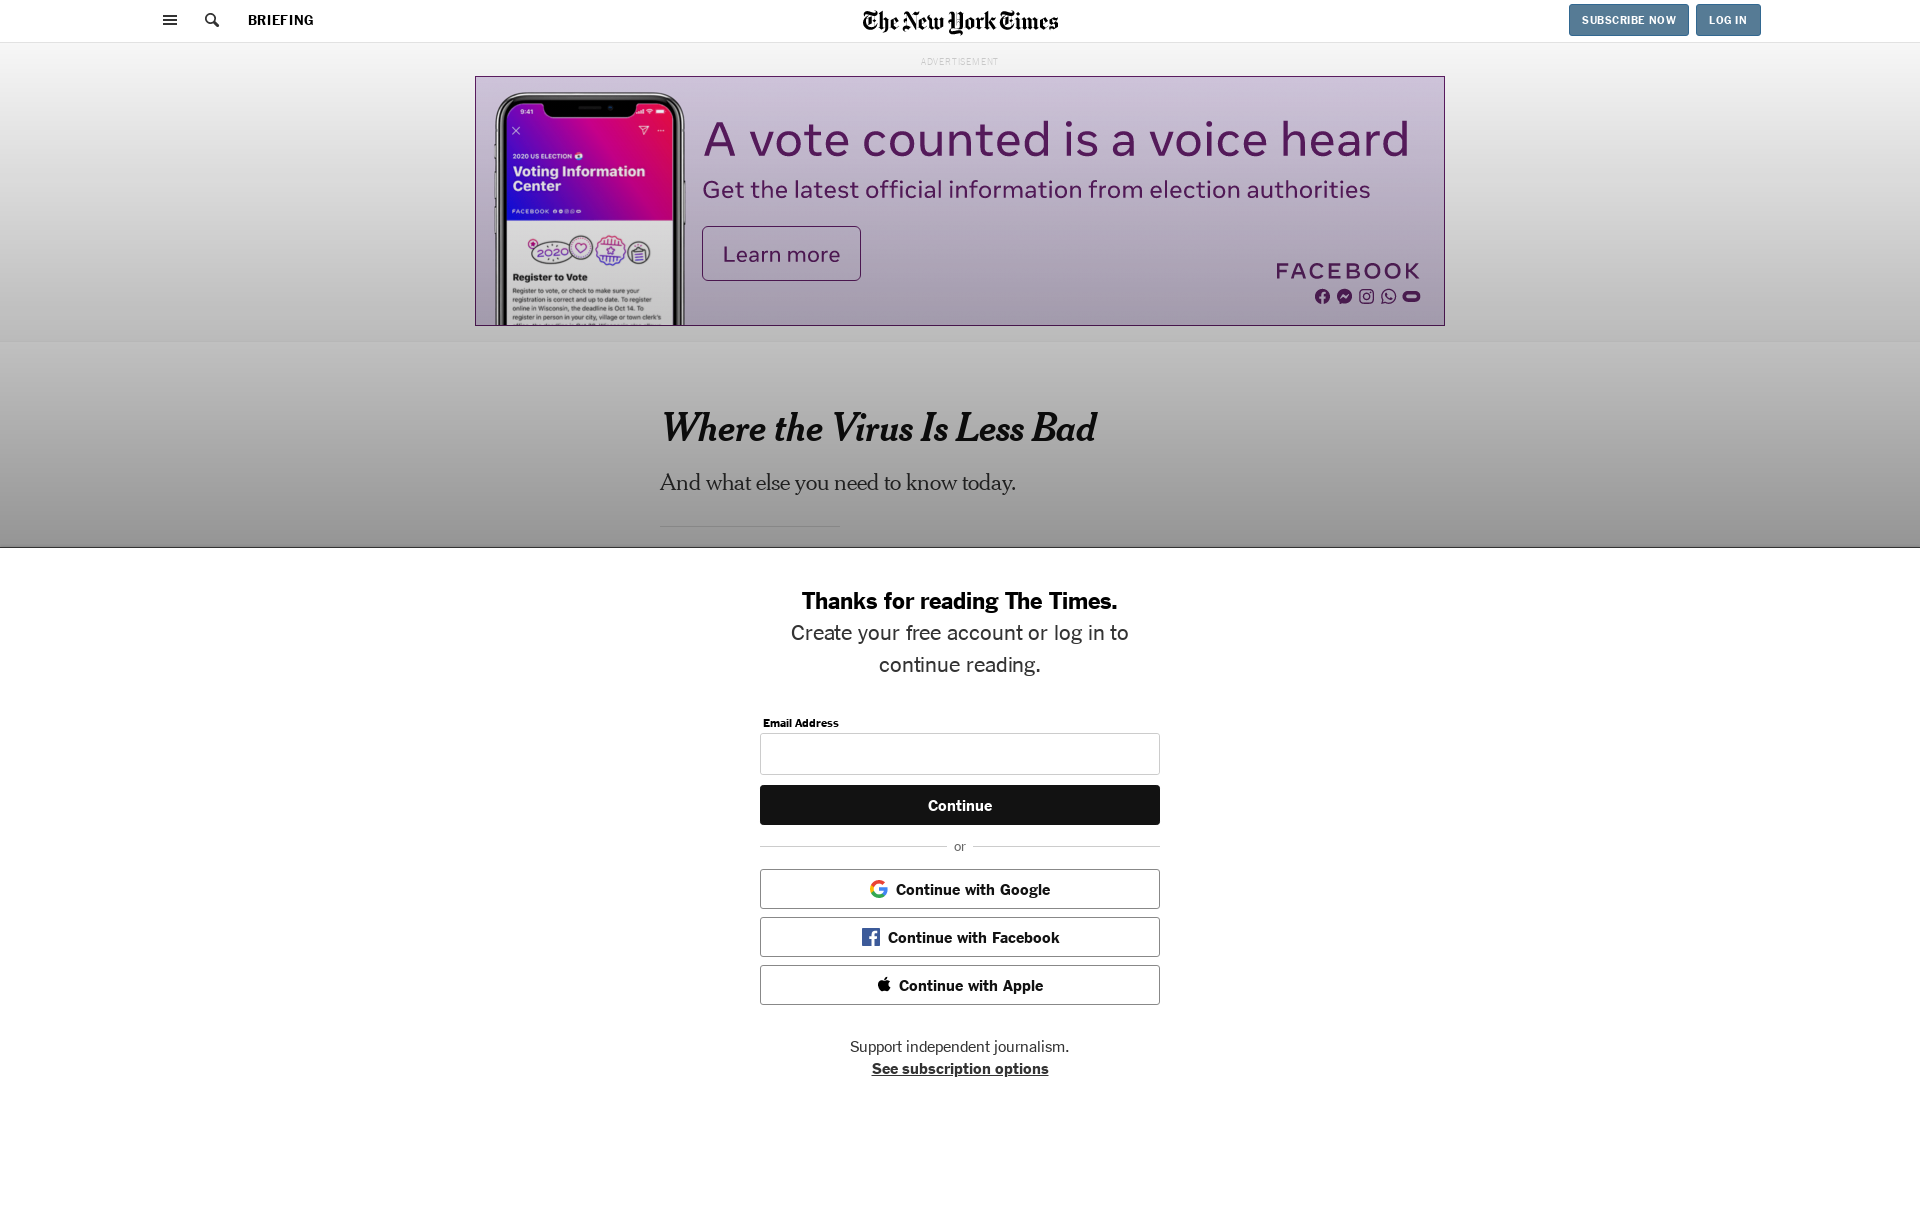 BRIEFING
The New York Times
SUBSCRIBE NOW
LOG IN
ADVERTISEMENT
9:41
2020 US ELECTION
Voting Information
Center
FACEBOOK
2020
Register to Vote
Register to vote, or check to make sure your
registration is correct and up to date. To register
online in Wisconsin, the deadline is Oct 14. To
register in person in your city, village or town clerk's
A vote counted is a voice heard
Get the latest official information from election authorities
Learn more
FACEBOOK
Where the Virus Is Less Bad
And what else you need to know today.
Thanks for reading The Times.
Create your free account or log in to
continue reading.
Email Address
Continue
or
Continue with Google
Continue with Facebook
Continue with Apple
Support independent journalism.
See subscription options